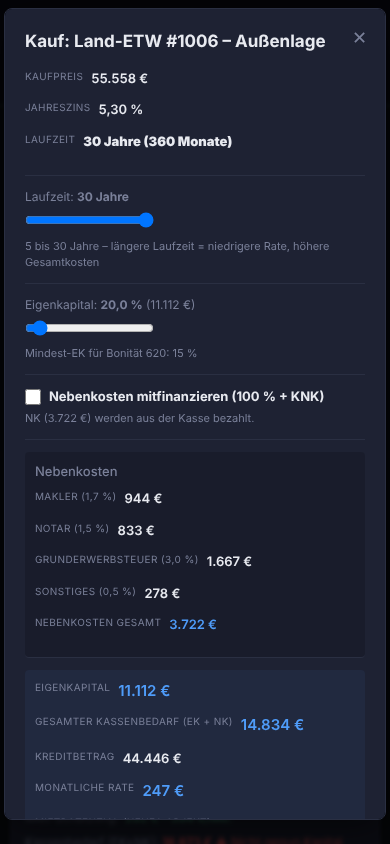 Kauf: Land-ETW #1006 – Außenlage ×
KAUFPREIS 55.558 €
JAHRESZINS 5,30 %
LAUFZEIT 30 Jahre (360 Monate)
Laufzeit: 30 Jahre
5 bis 30 Jahre – längere Laufzeit = niedrigere Rate, höhere
Gesamtkosten
Eigenkapital: 20,0 % (11.112 €)
Mindest-EK für Bonität 620: 15 %
Nebenkosten mitfinanzieren (100 % + KNK)
NK (3.722 €) werden aus der Kasse bezahlt.
Nebenkosten
MAKLER (1,7 %) 944 €
NOTAR (1,5 %) 833 €
GRUNDERWERBSTEUER (3,0 %) 1.667 €
SONSTIGES (0,5 %) 278 €
NEBENKOSTEN GESAMT 3.722 €
EIGENKAPITAL 11.112 €
GESAMTER KASSENBEDARF (EK + NK) 14.834 €
KREDITBETRAG 44.446 €
MONATLICHE RATE 247 €